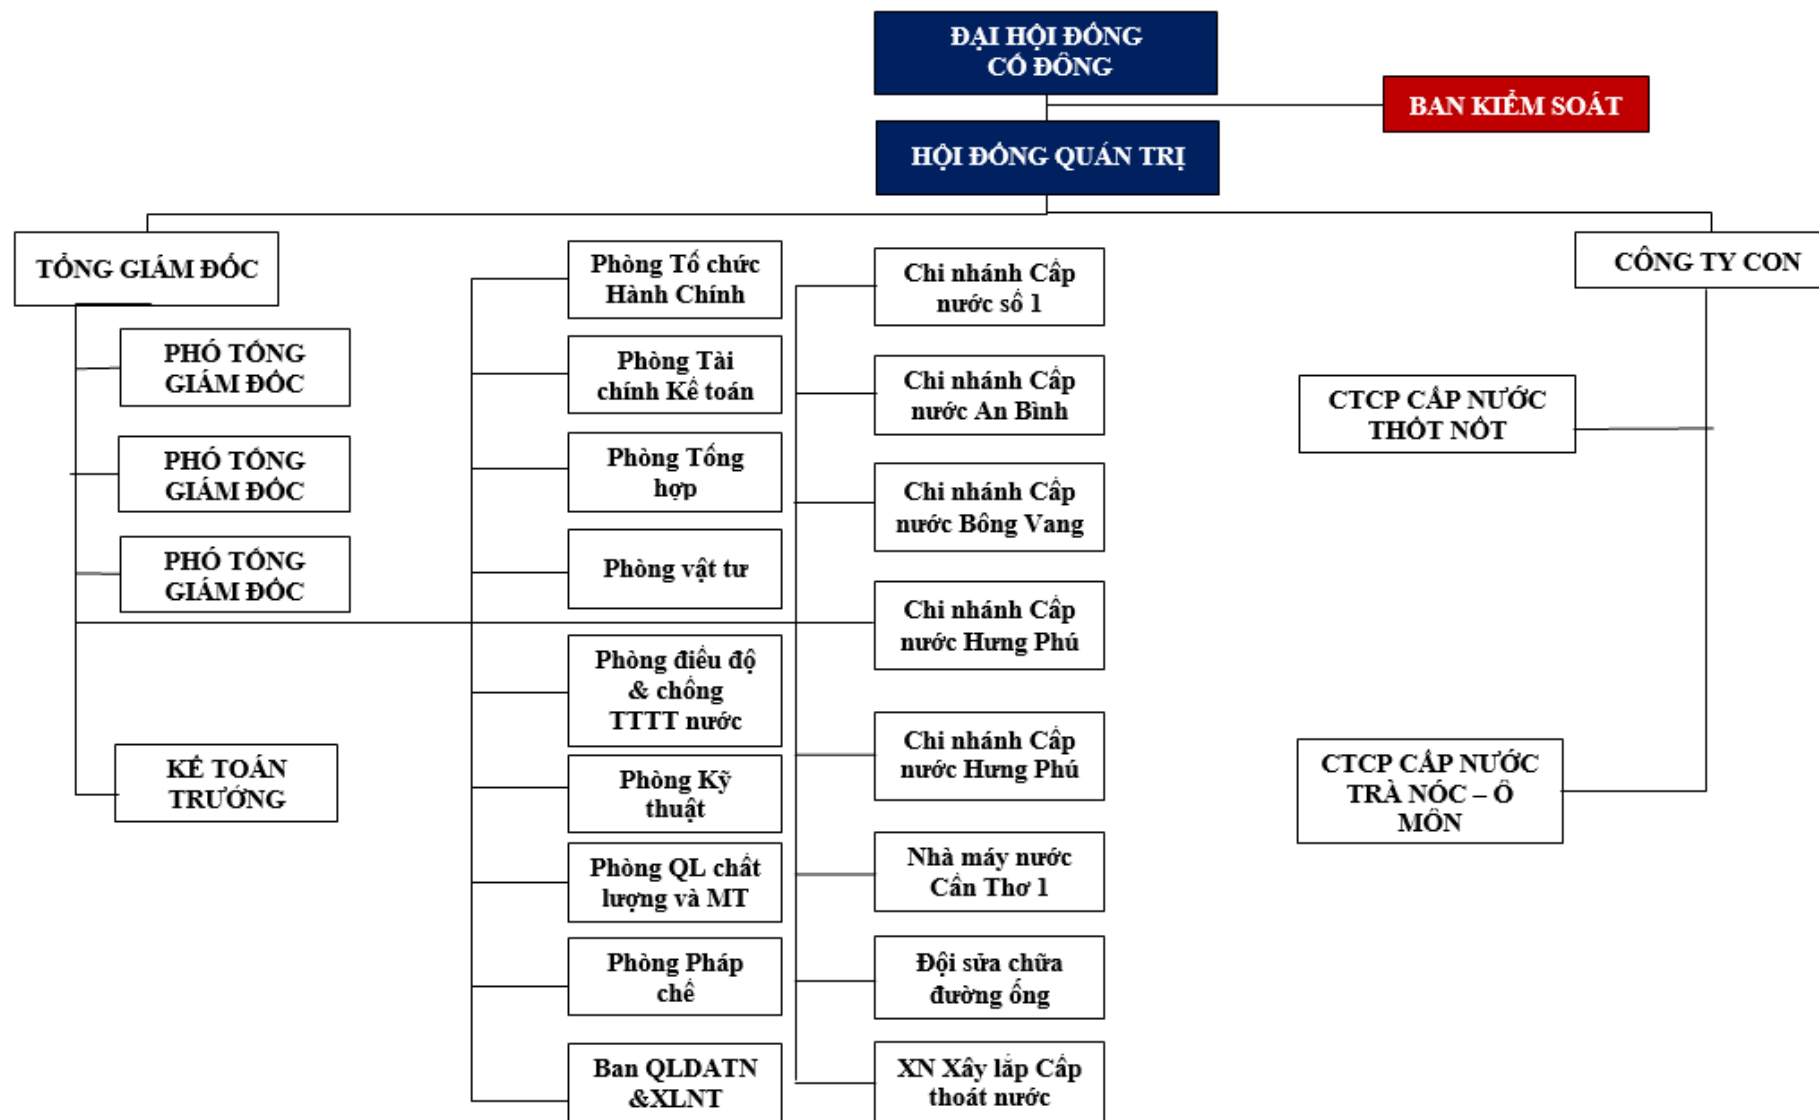 ĐẠI HỘI ĐỒNG
CỔ ĐÔNG
BAN KIỂM SOÁT
HỘI ĐỒNG QUẢN TRỊ
TỔNG GIÁM ĐỐC
PHÓ TỔNG
GIÁM ĐỐC
PHÓ TỔNG
GIÁM ĐỐC
PHÓ TỔNG
GIÁM ĐỐC
KẾ TOÁN
TRƯỞNG
Phòng Tổ chức
Hành Chính
Phòng Tài
chính Kế toán
Phòng Tổng
hợp
Phòng vật tư
Phòng điều độ
& chống
TTTT nước
Phòng Kỹ
thuật
Phòng QL chất
lượng và MT
Phòng Pháp
chế
Ban QLDATN
&XLNT
Chi nhánh Cấp
nước số 1
Chi nhánh Cấp
nước An Bình
Chi nhánh Cấp
nước Bông Vang
Chi nhánh Cấp
nước Hưng Phú
Chi nhánh Cấp
nước Hưng Phú
Nhà máy nước
Cần Thơ 1
Đội sửa chữa
đường ống
XN Xây lắp Cấp
thoát nước
CÔNG TY CON
CTCP CẤP NƯỚC
THỐT NỐT
CTCP CẤP NƯỚC
TRÀ NÓC – Ô
MÔN